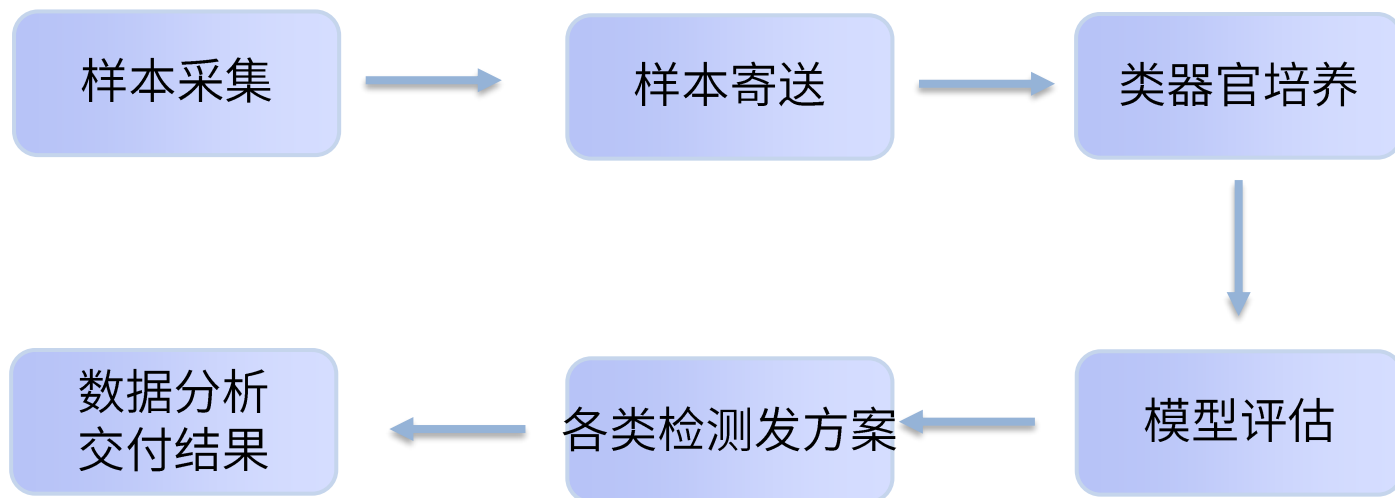 样本采集
样本寄送
类器官培养
模型评估
各类检测发方案
数据分析
交付结果